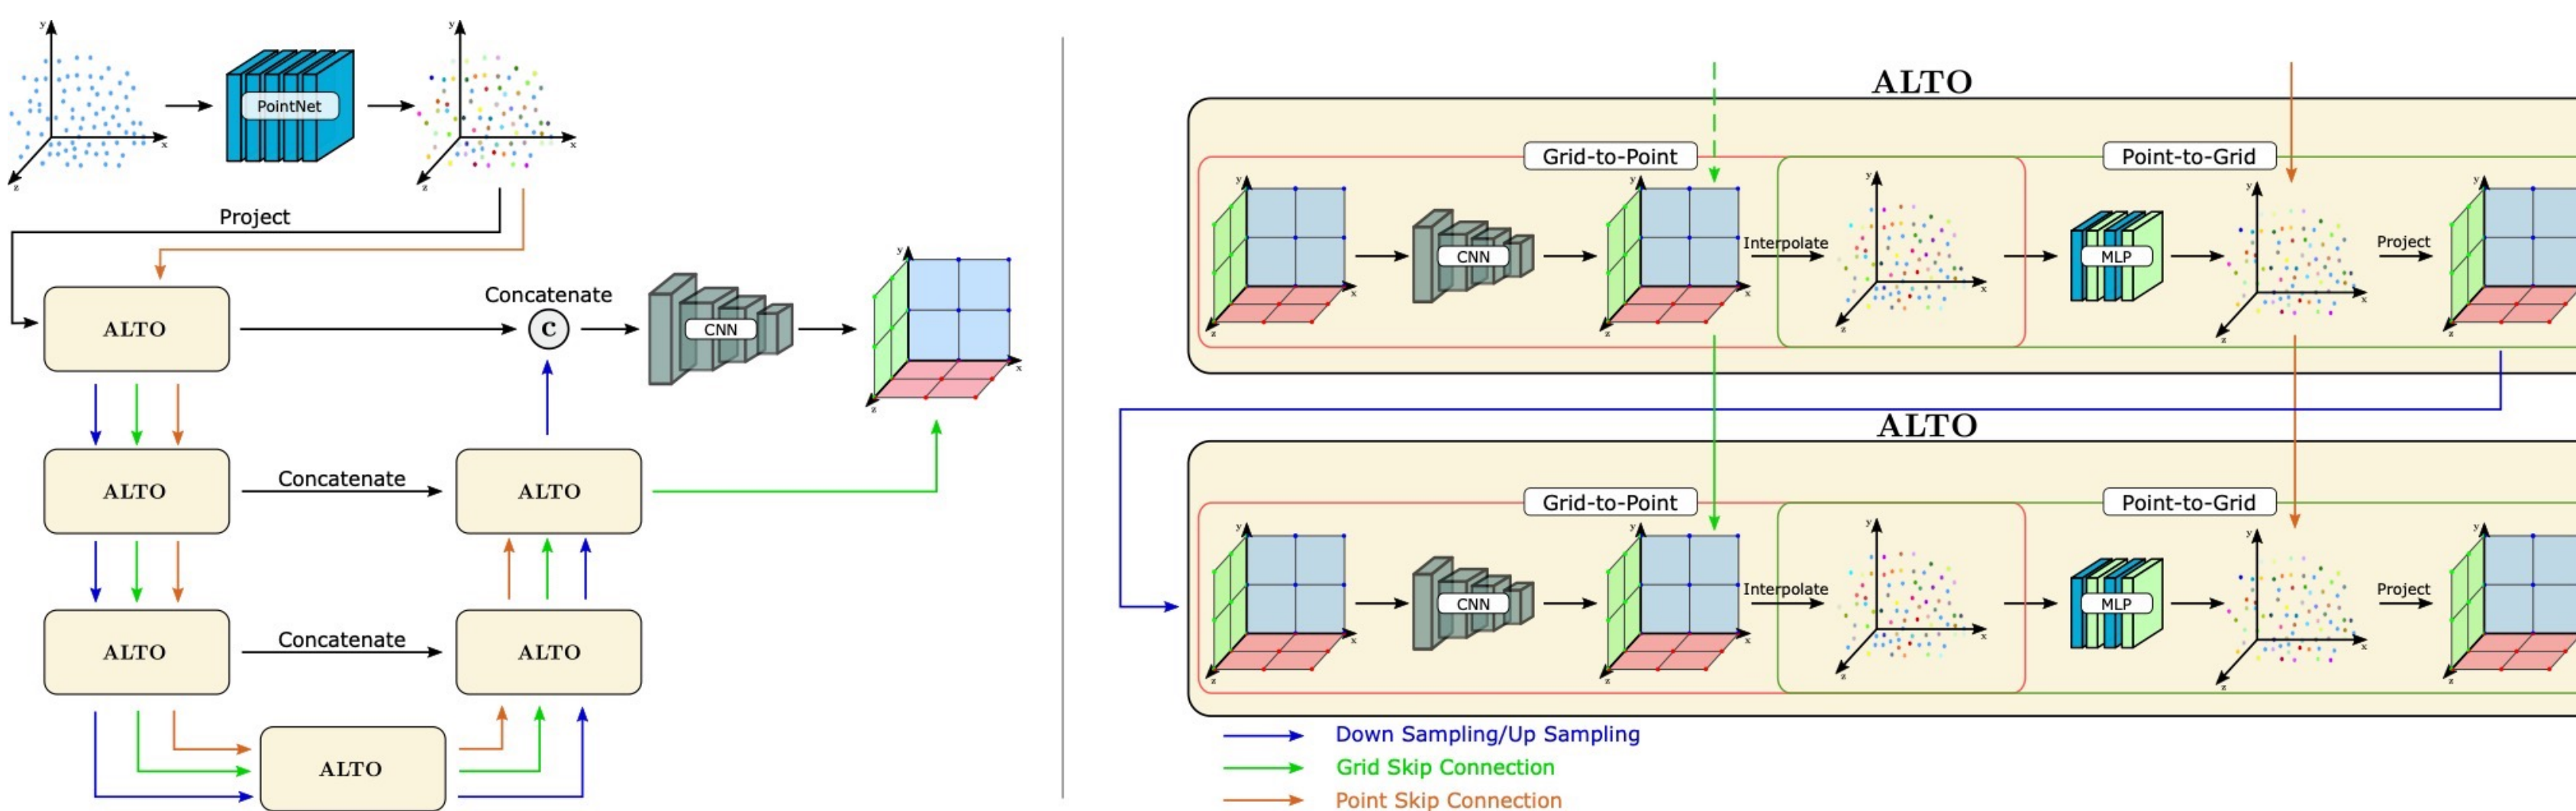 y
x
z
PointNet
y
x
z
Project
ALTO
Concatenate
C
CNN
y
x
z
ALTO
Concatenate
ALTO
ALTO
Concatenate
ALTO
ALTO
ALTO
Grid-to-Point
Point-to-Grid
y
x
z
CNN
y
x
z
Interpolate
y
x
z
MLP
y
x
z
Project
y
z
ALTO
Grid-to-Point
Point-to-Grid
y
x
z
CNN
y
x
z
Interpolate
y
x
z
MLP
y
x
z
Project
y
z
Down Sampling/Up Sampling
Grid Skip Connection
Point Skip Connection